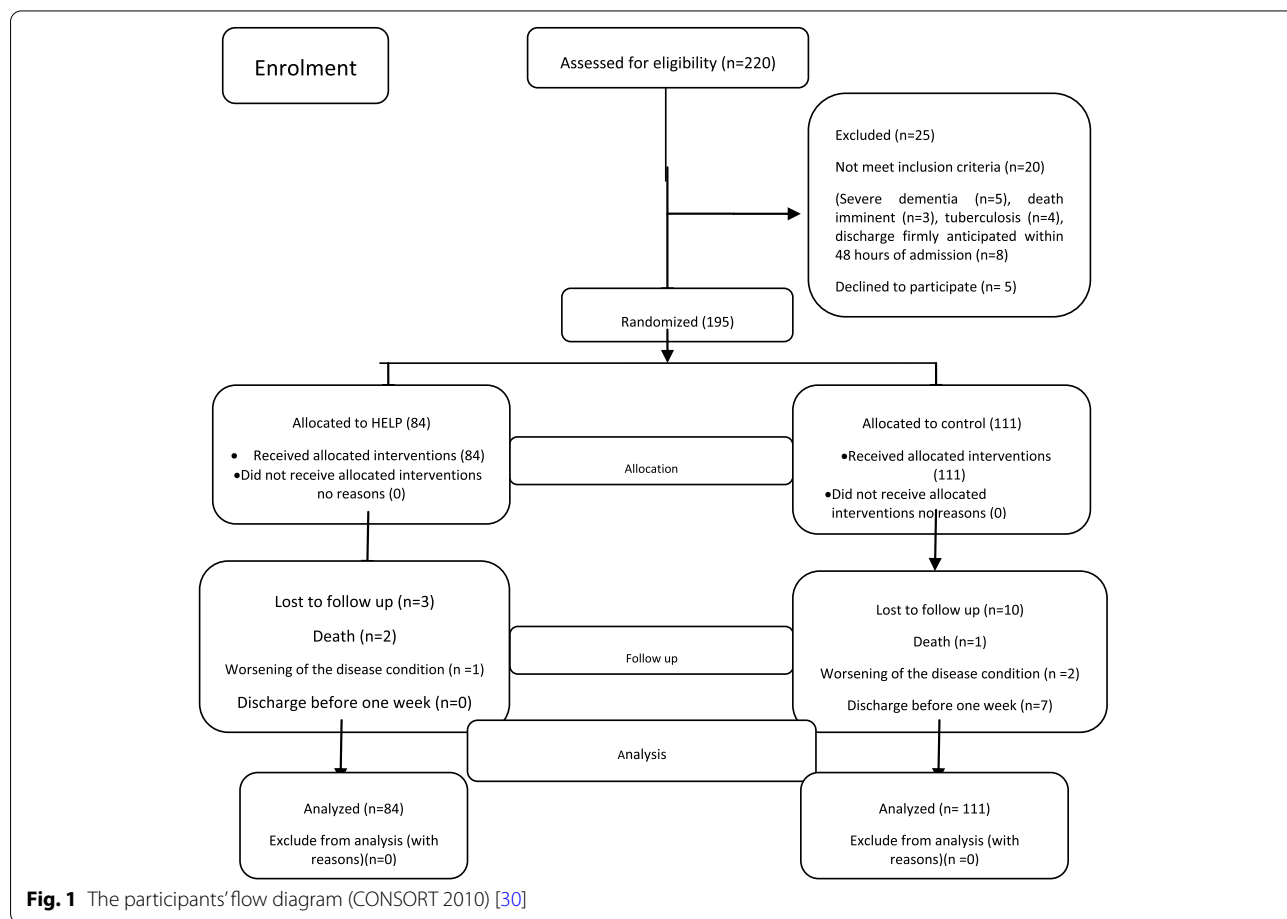 Enrolment
Assessed for eligibility (n=220)
Excluded (n=25)
Not meet inclusion criteria (n=20)
(Severe dementia (n=5), death
imminent (n=3), tuberculosis (n=4),
discharge firmly anticipated within
48 hours of admission (n=8)
Declined to participate (n= 5)
Randomized (195)
Allocated to HELP (84)
• Received allocated interventions (84)
•Did not receive allocated interventions
no reasons (0)
Allocation
Allocated to control (111)
•Received allocated interventions
(111)
•Did not receive allocated
interventions no reasons (0)
Lost to follow up (n=3)
Death (n=2)
Worsening of the disease condition (n =1)
Discharge before one week (n=0)
Follow up
Lost to follow up (n=10)
Death (n=1)
Worsening of the disease condition (n =2)
Discharge before one week (n=7)
Analysis
Analyzed (n=84)
Exclude from analysis (with
reasons)(n=0)
Analyzed (n= 111)
Exclude from analysis (with
reasons)(n =0)
Fig. 1 The participants' flow diagram (CONSORT 2010) [30]